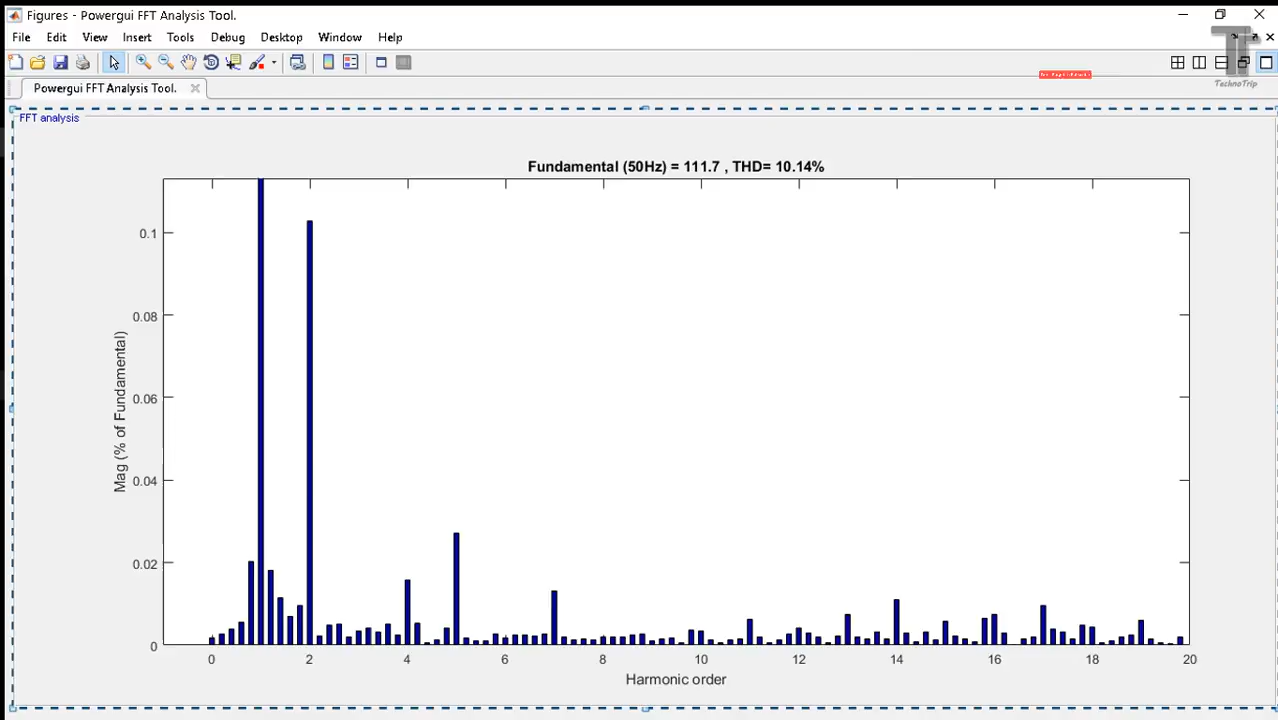 Figures - Powergui FFT Analysis Tool.
File Edit View Insert Tools Debug Desktop Window Help
TechnoTrip
Powergui FFT Analysis Tool.
FFT analysis
Fundamental (50Hz) = 111.7 , THD= 10.14%
Mag (% of Fundamental)
0.1
0.08
0.06
0.04
0.02
0
0 2 4 6 8 10 12 14 16 18 20
Harmonic order